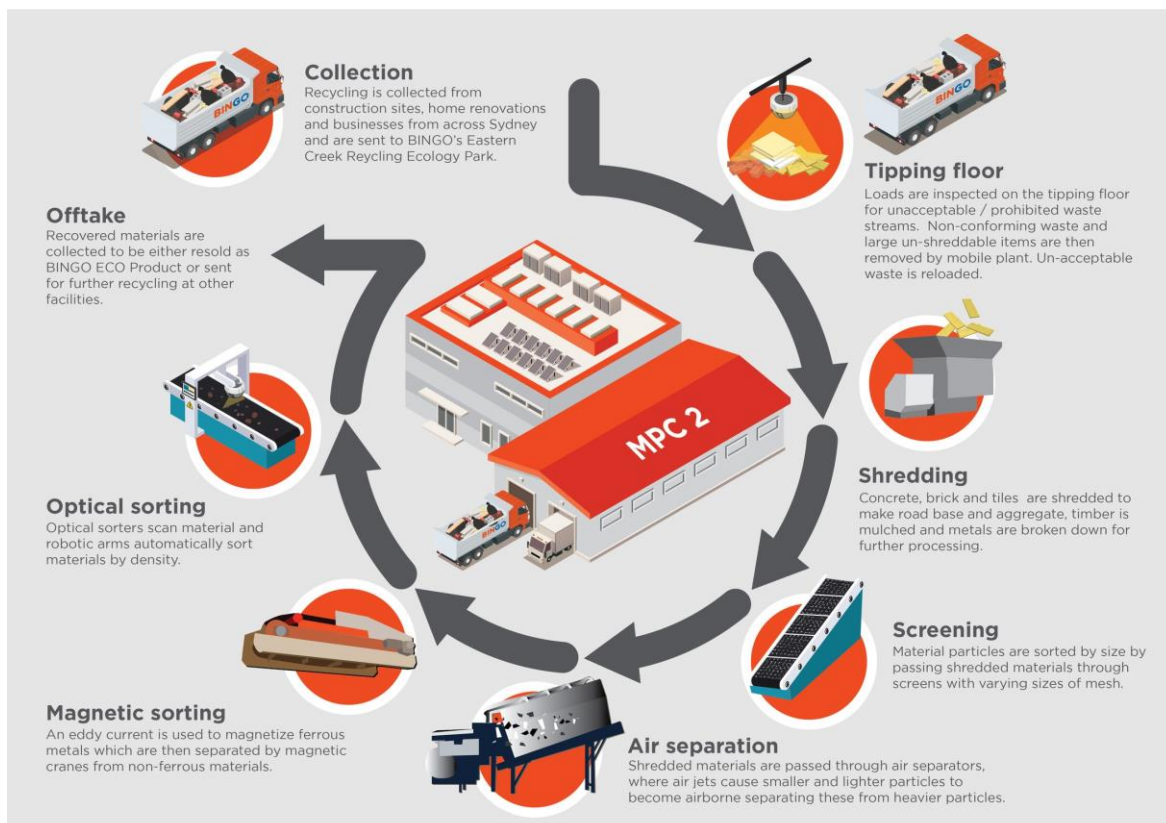 BINGO
Collection
Recycling is collected from
construction sites, home renovations
and businesses from across Sydney
and are sent to BINGO's Eastern
Creek Reycling Ecology Park.
BINGO
Tipping floor
Loads are inspected on the tipping floor
for unacceptable / prohibited waste
streams. Non-conforming waste and
large un-shreddable items are then
removed by mobile plant. Un-acceptable
waste is reloaded.
Shredding
Concrete, brick and tiles are shredded to
make road base and aggregate, timber is
mulched and metals are broken down for
further processing.
Screening
Material particles are sorted by size by
passing shredded materials through
screens with varying sizes of mesh.
Air separation
Shredded materials are passed through air separators,
where air jets cause smaller and lighter particles to
become airborne separating these from heavier particles.
Magnetic sorting
An eddy current is used to magnetize ferrous
metals which are then separated by magnetic
cranes from non-ferrous materials.
Optical sorting
Optical sorters scan material and
robotic arms automatically sort
materials by density.
Offtake
Recovered materials are
collected to be either resold as
BINGO ECO Product or sent
for further recycling at other
facilities.
MPC 2
BINGO